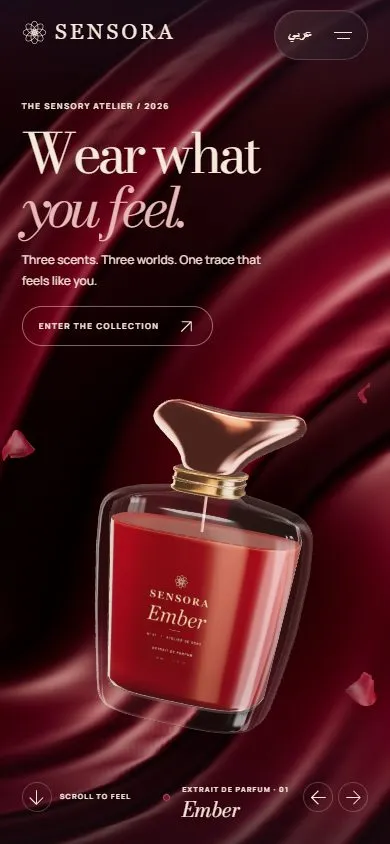 SENSORA
عربي
THE SENSORY ATELIER / 2026
Wear what
you feel.
Three scents. Three worlds. One trace that
feels like you.
ENTER THE COLLECTION
SENSORA
Ember
EXTRAIT DE PARFUM
SCROLL TO FEEL
EXTRAIT DE PARFUM · 01
Ember